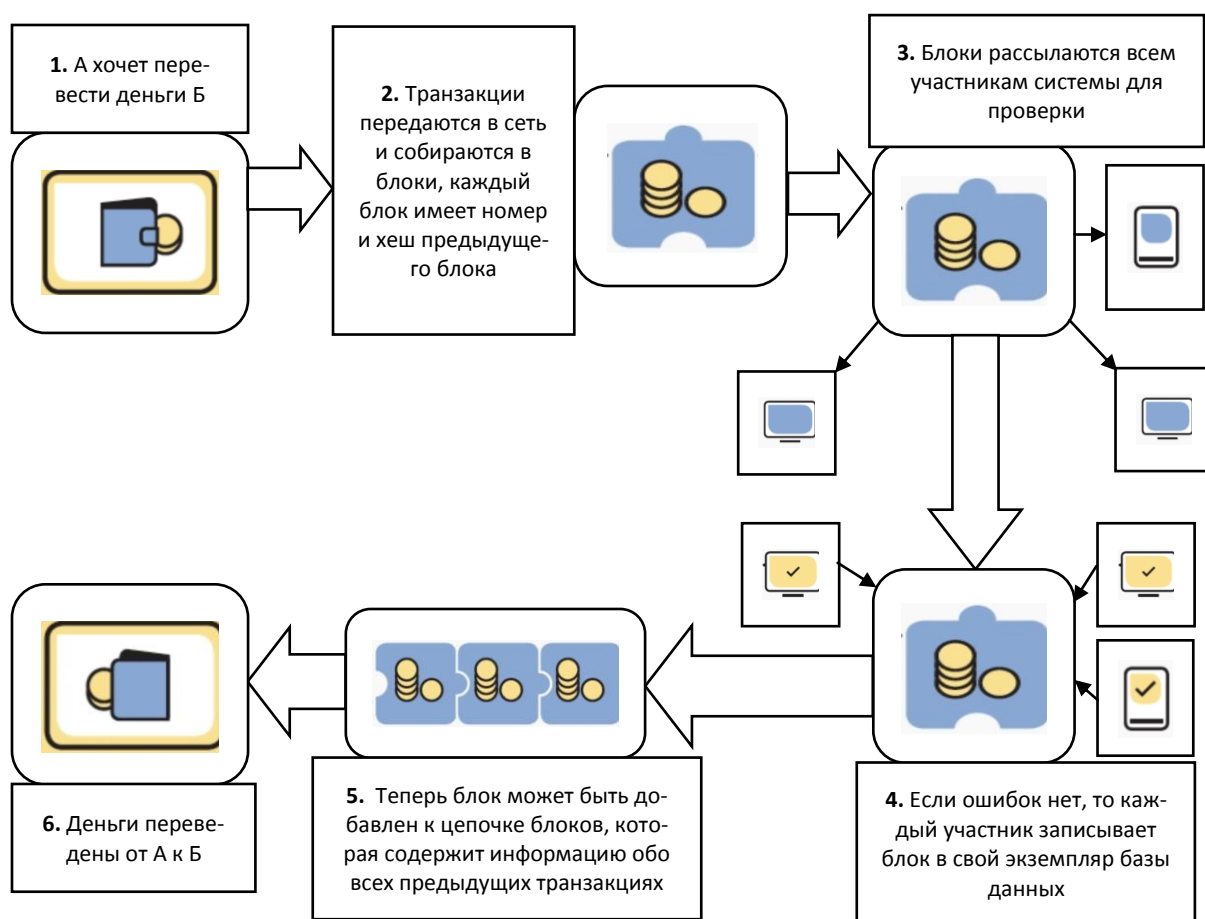 1. А хочет пере-
вести деньги Б
2. Транзакции
передаются в сеть
и собираются в
блоки, каждый
блок имеет номер
и хеш предыдуще-
го блока
3. Блоки рассылаются всем
участникам системы для
проверки
4. Если ошибок нет, то каж-
дый участник записывает
блок в свой экземпляр базы
данных
5. Теперь блок может быть до-
бавлен к цепочке блоков, кото-
рая содержит информацию обо
всех предыдущих транзакциях
6. Деньги переве-
дены от А к Б